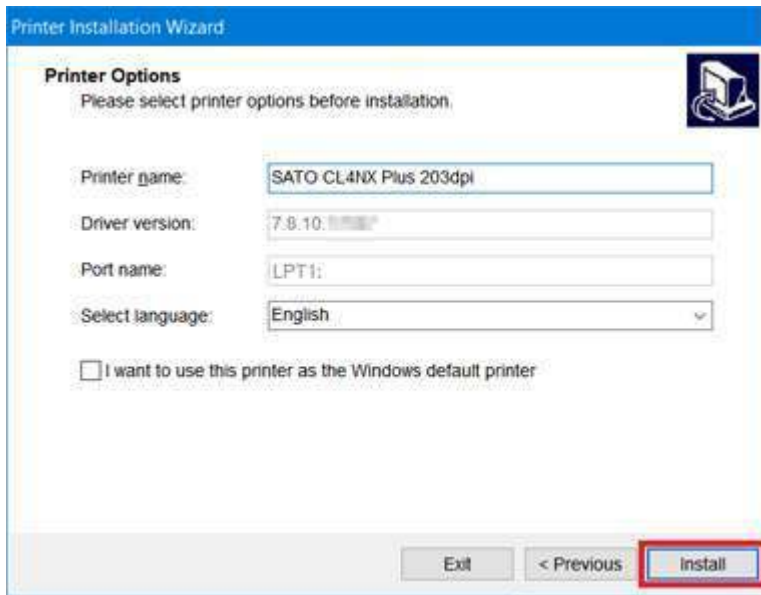 Printer Installation Wizard
Printer Options
Please select printer options before installation.
Printer name: SATO CL4NX Plus 203dpi
Driver version: 7.8.10.
Port name: LPT1:
Select language: English
I want to use this printer as the Windows default printer
Exit < Previous Install